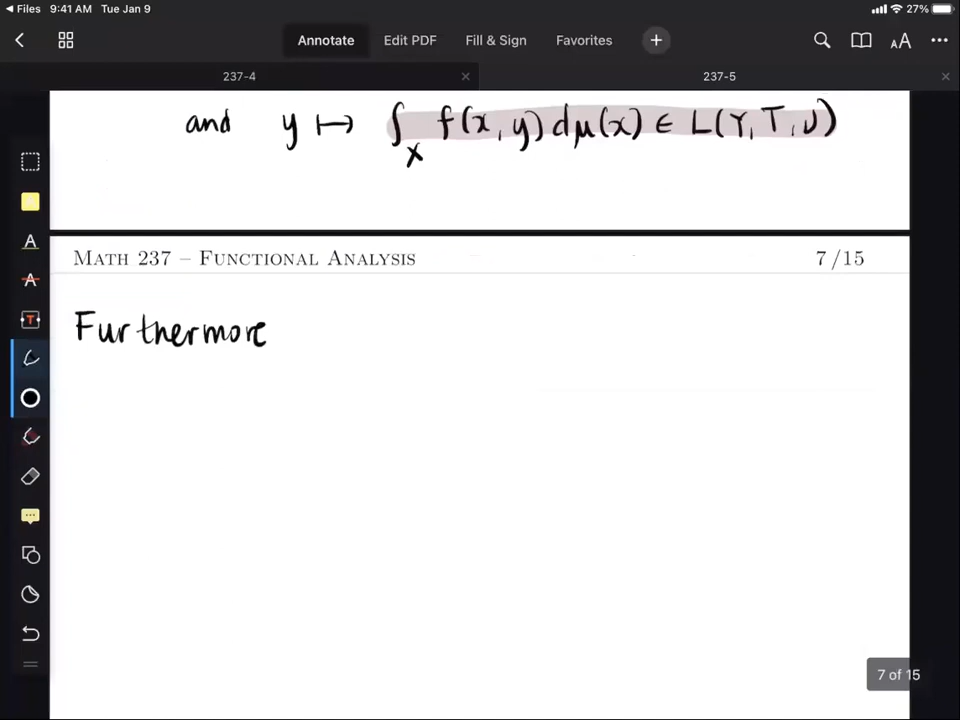 Files 9:41 AM Tue Jan 9 27%
Annotate Edit PDF Fill & Sign Favorites AA
237-4 237-5
and y ↦ ∫_X f(x, y) dμ(x) ∈ L(Y, T, ν)
MATH 237 – FUNCTIONAL ANALYSIS 7/15
Furthermore
7 of 15